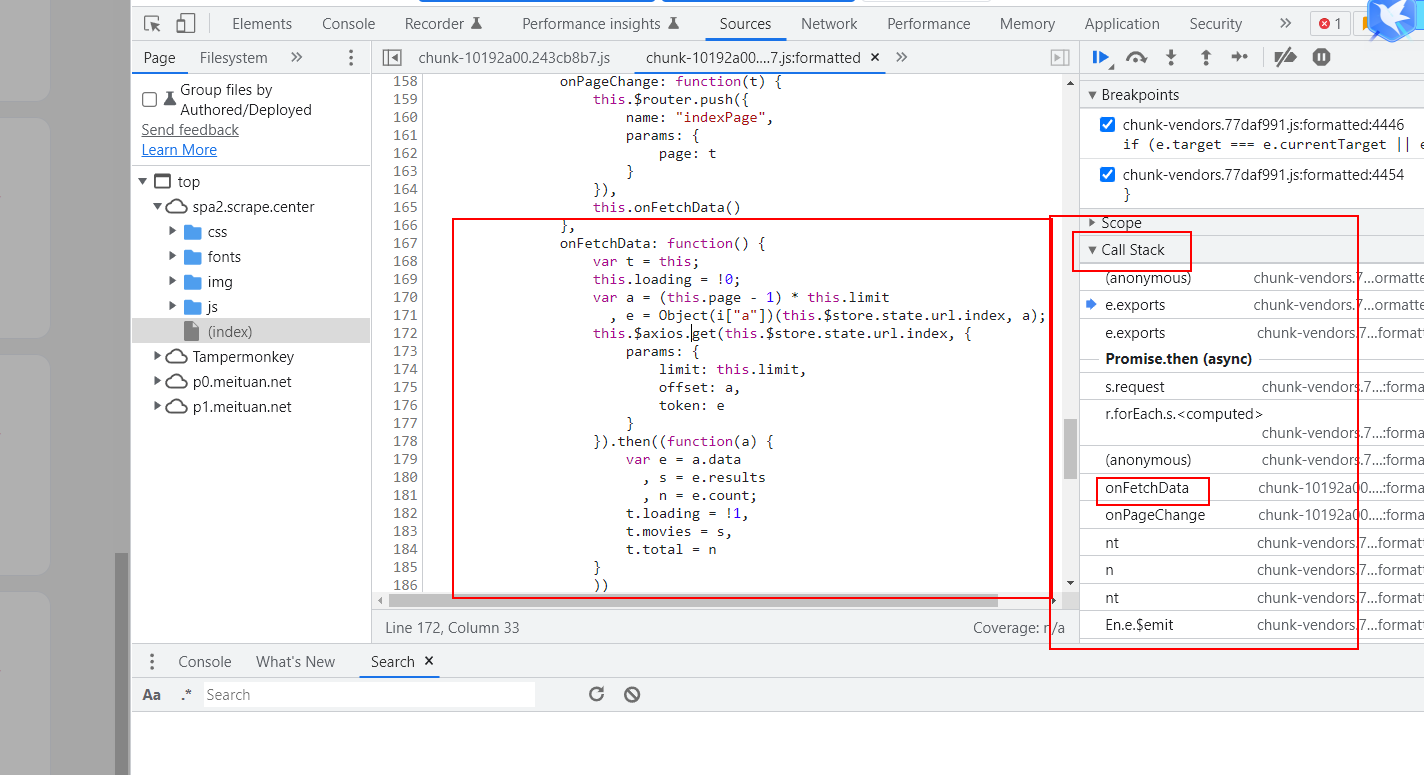 Elements Console Recorder Performance insights Sources Network Performance Memory Application Security » 1
Page Filesystem »
chunk-10192a00.243cb8b7.js chunk-10192a00....7.js:formatted × »
Group files by
Authored/Deployed
Send feedback
Learn More
top
spa2.scrape.center
css
fonts
img
js
(index)
Tampermonkey
p0.meituan.net
p1.meituan.net
158 onPageChange: function(t) {
159 this.$router.push({
160 name: "indexPage",
161 params: {
162 page: t
163 }
164 }),
165 this.onFetchData()
166 },
167 onFetchData: function() {
168 var t = this;
169 this.loading = !0;
170 var a = (this.page - 1) * this.limit
171 , e = Object(i["a"])(this.$store.state.url.index, a);
172 this.$axios.get(this.$store.state.url.index, {
173 params: {
174 limit: this.limit,
175 offset: a,
176 token: e
177 }
178 }).then((function(a) {
179 var e = a.data
180 , s = e.results
181 , n = e.count;
182 t.loading = !1,
183 t.movies = s,
184 t.total = n
185 }
186 ))
Line 172, Column 33 Coverage: n/a
Breakpoints
chunk-vendors.77daf991.js:formatted:4446
if (e.target === e.currentTarget || e
chunk-vendors.77daf991.js:formatted:4454
}
Scope
Call Stack
(anonymous) chunk-vendors.7...ormatte
e.exports chunk-vendors.7...ormatte
e.exports chunk-vendors.7...ormatte
Promise.then (async)
s.request chunk-vendors.7...:formatt
r.forEach.s.<computed>
chunk-vendors.7...:forma
(anonymous) chunk-vendors.7...:forma
onFetchData chunk-10192a00....:formatt
onPageChange chunk-10192a00....:forma
nt chunk-vendors.7...formatt
n chunk-vendors.7...formatt
nt chunk-vendors.7...formatt
En.e.$emit chunk-vendors.7...formatt
Console What's New Search ×
Aa .* Search